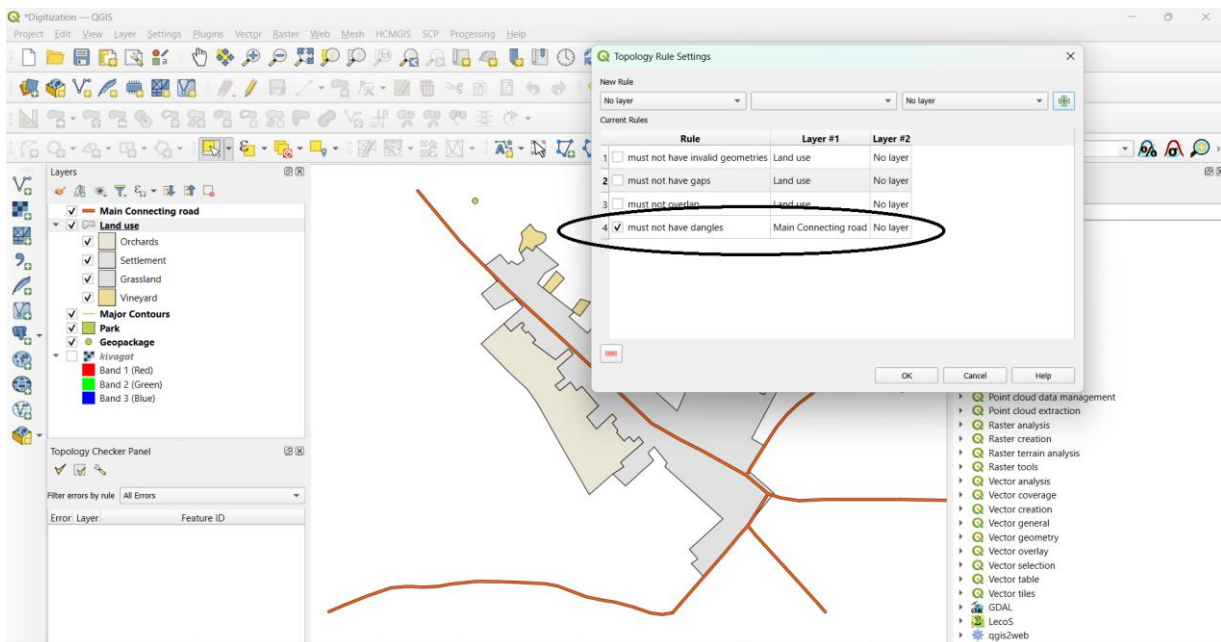 *Digitization — QGIS
Project Edit View Layer Settings Plugins Vector Raster Web Mesh HCMGIS SCP Processing Help
Layers
Main Connecting road
Land use
Orchards
Settlement
Grassland
Vineyard
Major Contours
Park
Geopackage
kivagat
Band 1 (Red)
Band 2 (Green)
Band 3 (Blue)
Topology Checker Panel
Filter errors by rule All Errors
Error Layer Feature ID
Topology Rule Settings
New Rule
No layer No layer
Current Rules
Rule Layer #1 Layer #2
1 must not have invalid geometries Land use No layer
2 must not have gaps Land use No layer
3 must not overlap Land use No layer
4 must not have dangles Main Connecting road No layer
OK Cancel Help
Point cloud data management
Point cloud extraction
Raster analysis
Raster creation
Raster terrain analysis
Raster tools
Vector analysis
Vector coverage
Vector creation
Vector general
Vector geometry
Vector overlay
Vector selection
Vector table
Vector tiles
GDAL
LecoS
qgis2web